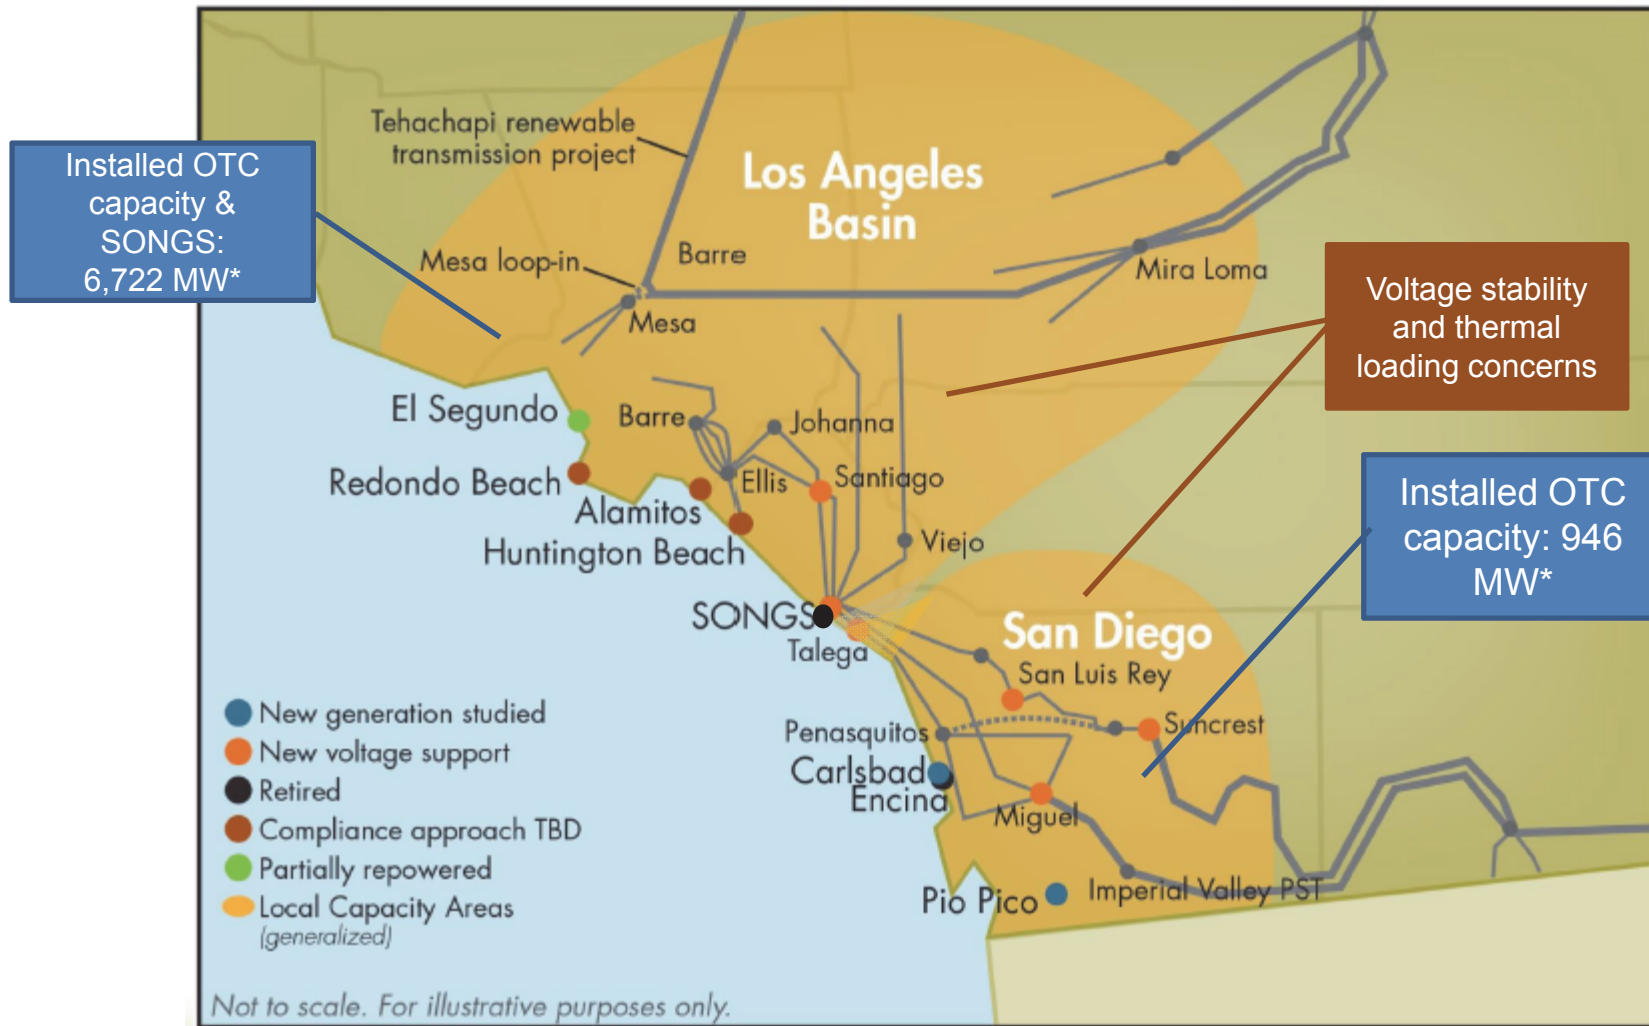 Tehachapi renewable
transmission project
Installed OTC
capacity &
SONGS:
6,722 MW*
Los Angeles
Basin
Mesa loop-in
Barre
Mira Loma
Mesa
Voltage stability
and thermal
loading concerns
El Segundo
Barre
Johanna
Redondo Beach
Ellis
Santiago
Alamitos
Huntington Beach
Viejo
Installed OTC
capacity: 946
MW*
SONGS
Talega
San Diego
San Luis Rey
Penasquitos
Suncrest
Carlsbad
Encina
Miguel
Pio Pico
Imperial Valley PST
New generation studied
New voltage support
Retired
Compliance approach TBD
Partially repowered
Local Capacity Areas
(generalized)
Not to scale. For illustrative purposes only.